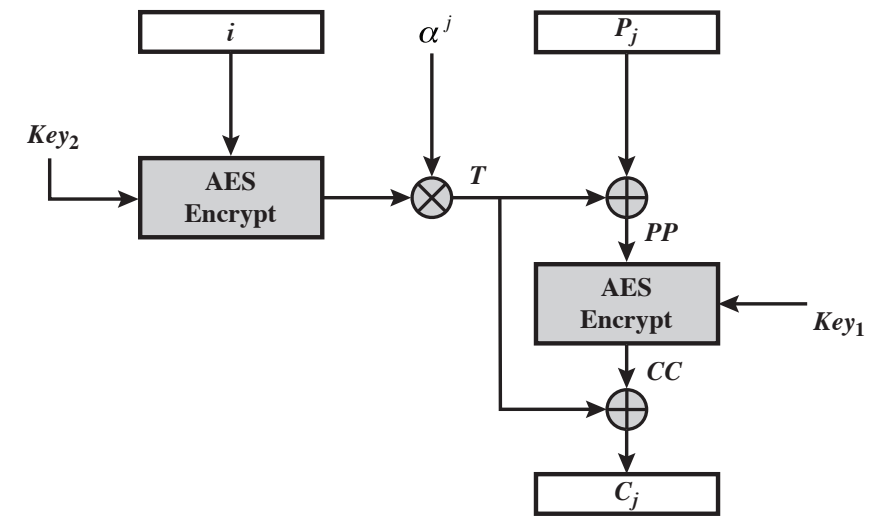 i
α^j
P_j
Key_2
AES
Encrypt
T
PP
AES
Encrypt
Key_1
CC
C_j